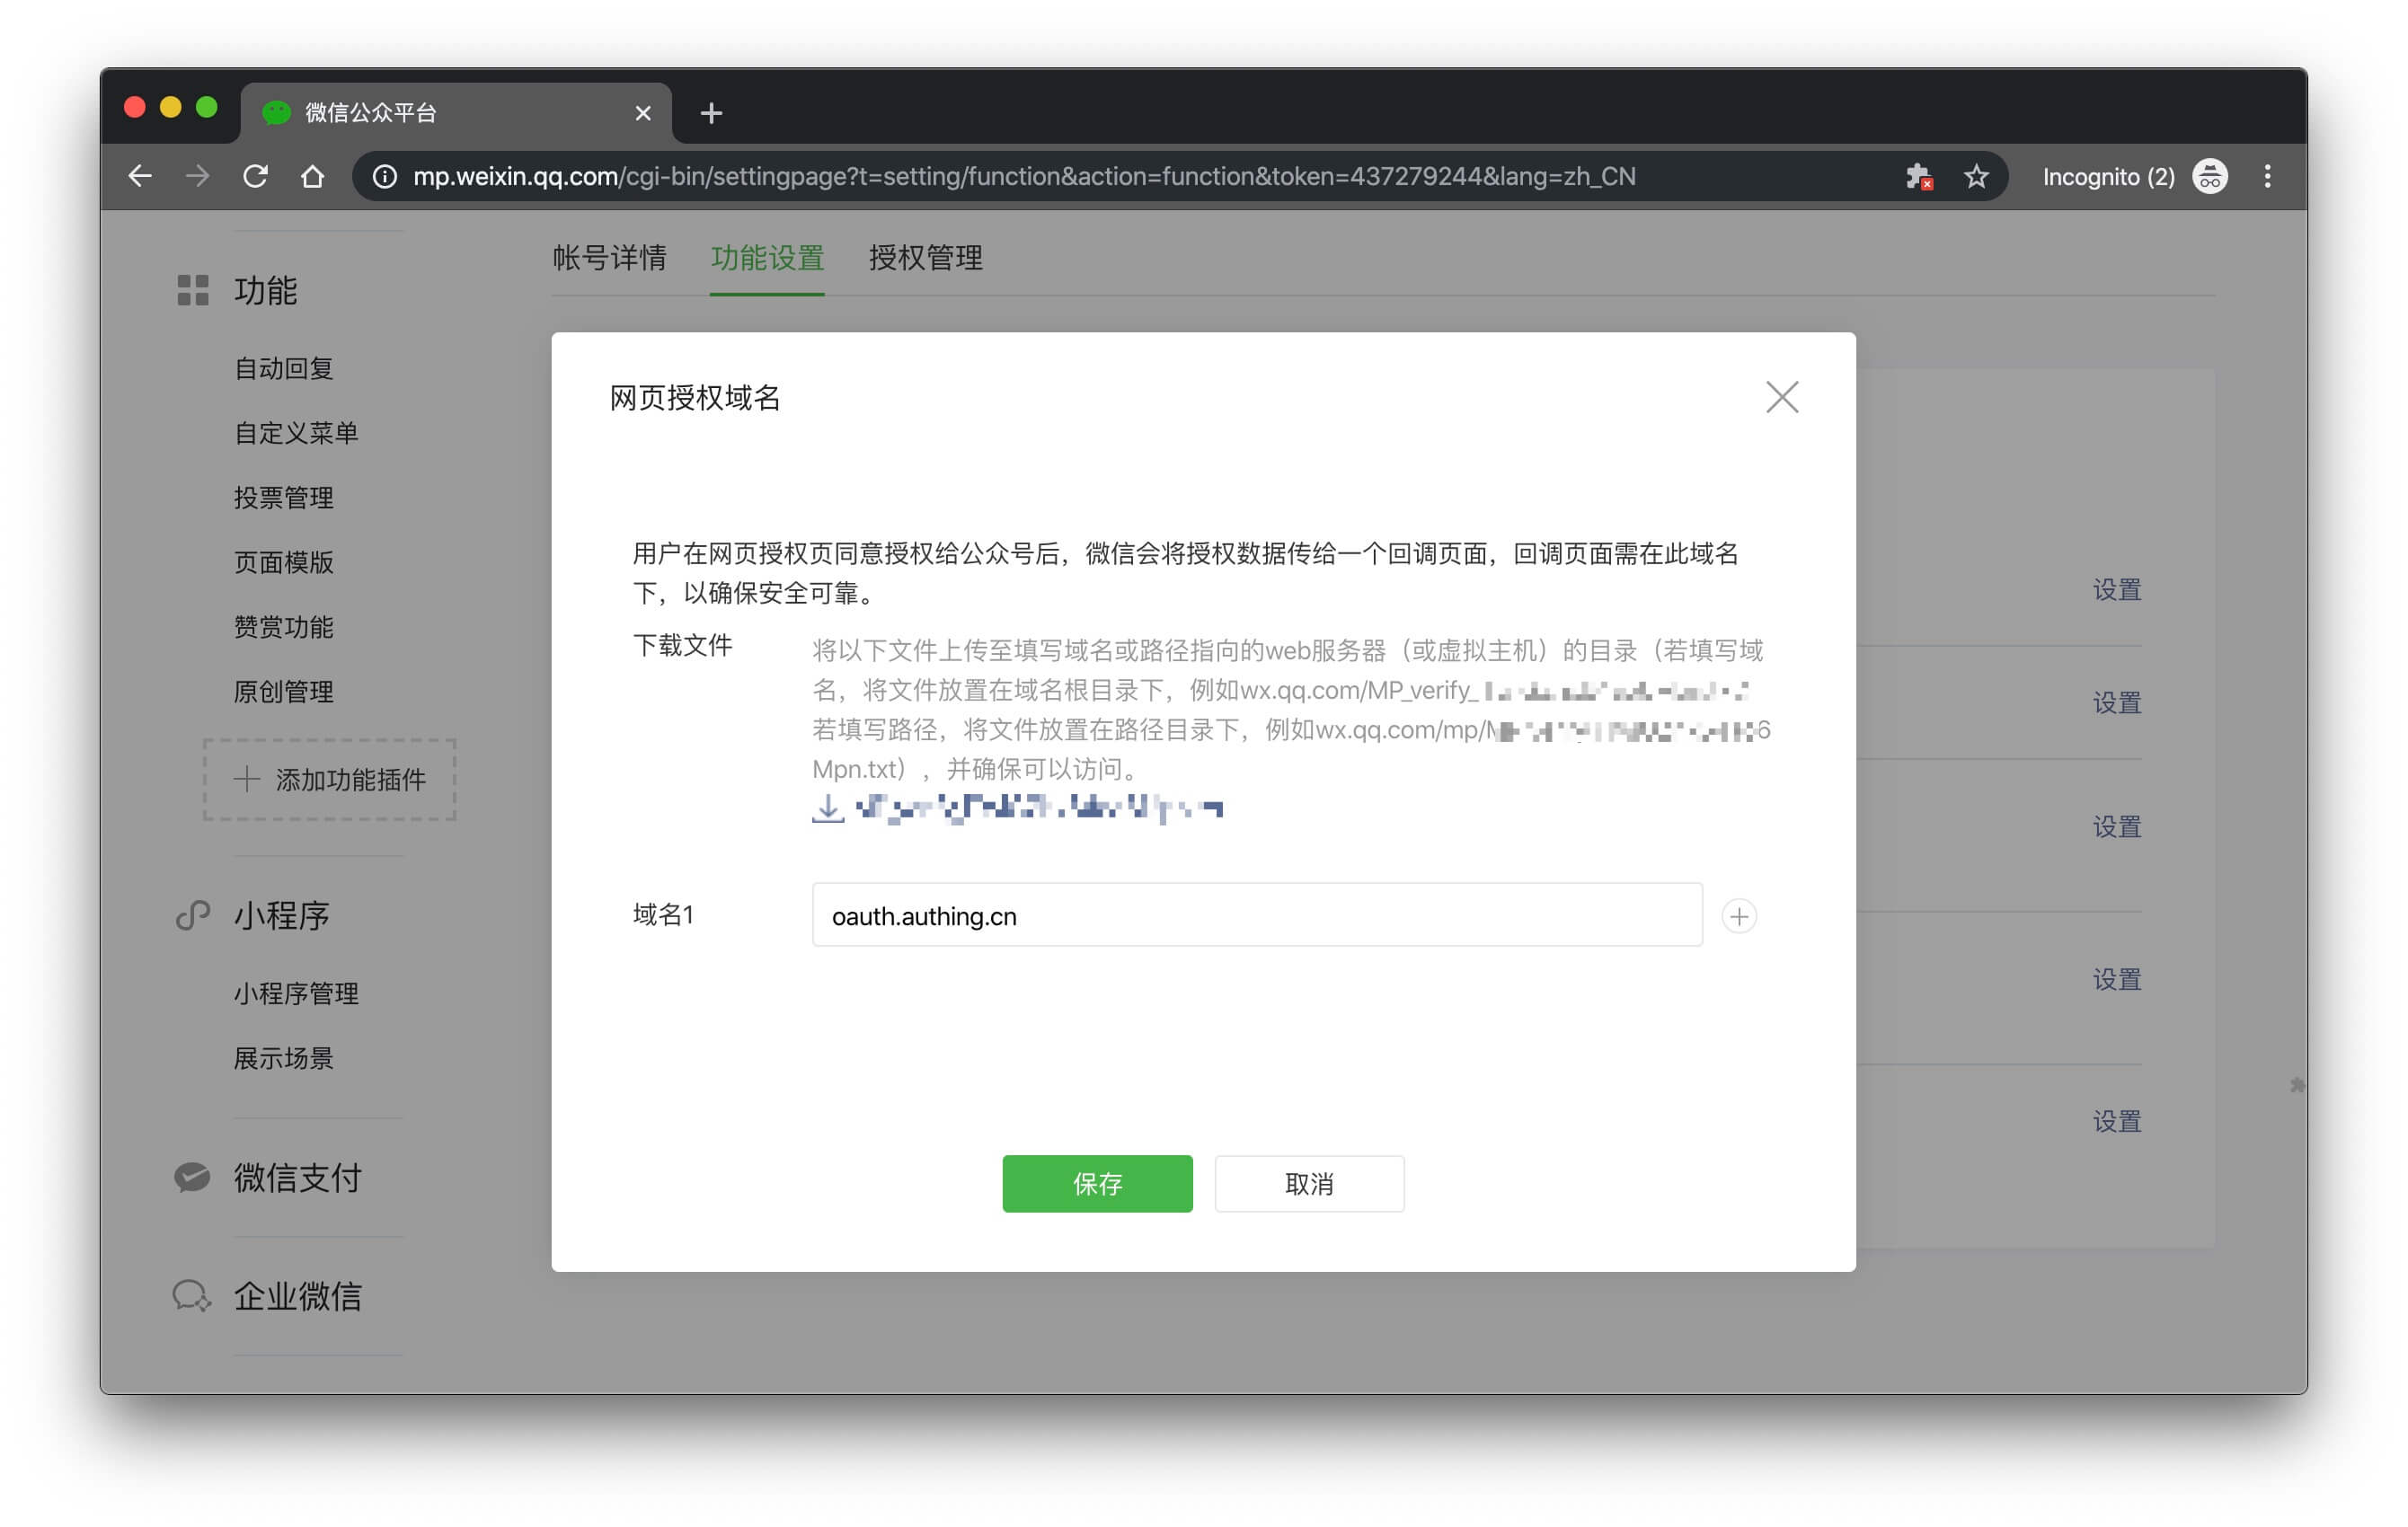 微信公众平台
mp.weixin.qq.com/cgi-bin/settingpage?t=setting/function&action=function&token=437279244&lang=zh_CN
Incognito (2)
帐号详情 功能设置 授权管理
功能
自动回复
自定义菜单
投票管理
页面模版
赞赏功能
原创管理
添加功能插件
小程序
小程序管理
展示场景
微信支付
企业微信
网页授权域名
用户在网页授权页同意授权给公众号后，微信会将授权数据传给一个回调页面，回调页面需在此域名
下，以确保安全可靠。
下载文件
将以下文件上传至填写域名或路径指向的web服务器（或虚拟主机）的目录（若填写域
名，将文件放置在域名根目录下，例如wx.qq.com/MP_verify_
若填写路径，将文件放置在路径目录下，例如wx.qq.com/mp/
Mpn.txt），并确保可以访问。
域名1
oauth.authing.cn
保存 取消
设置
设置
设置
设置
设置